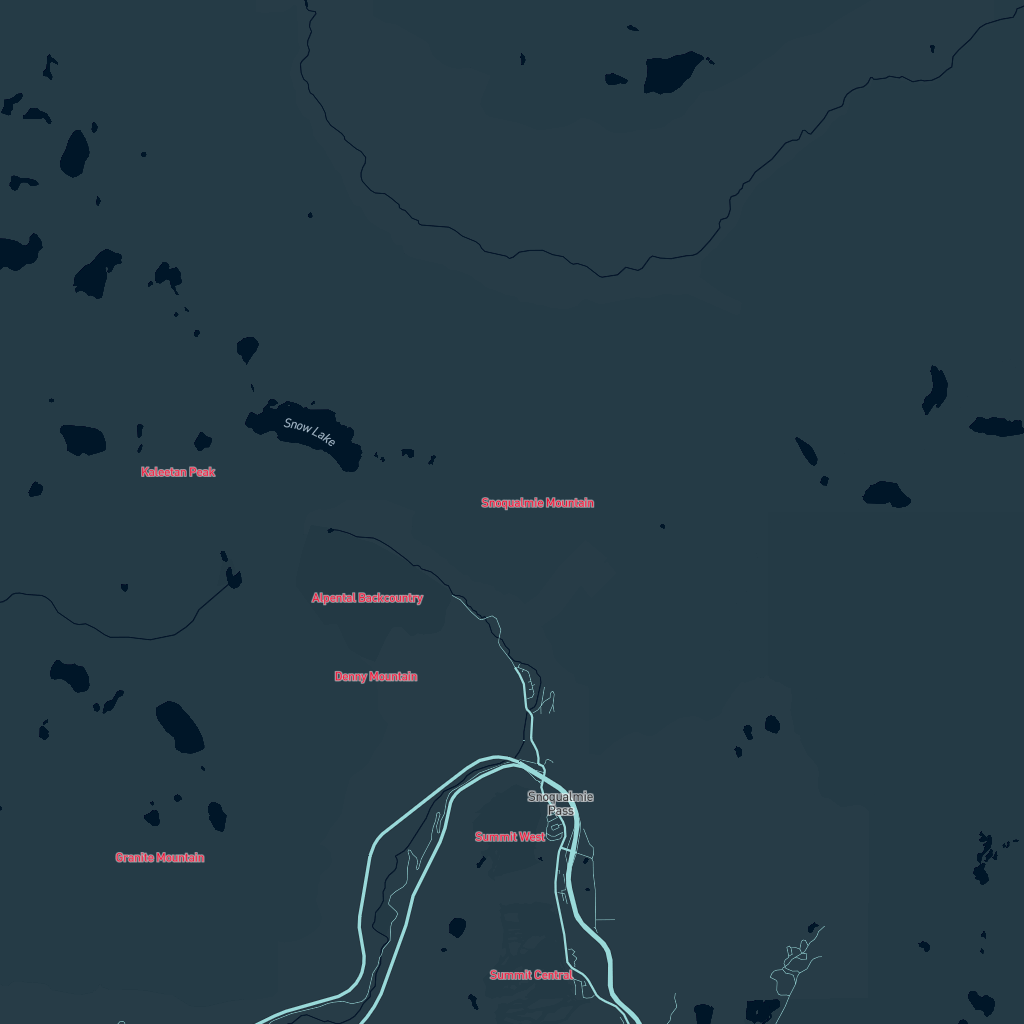 Snow Lake
Kaleetan Peak
Snoqualmie Mountain
Alpental Backcountry
Denny Mountain
Snoqualmie
Pass
Summit West
Granite Mountain
Summit Central